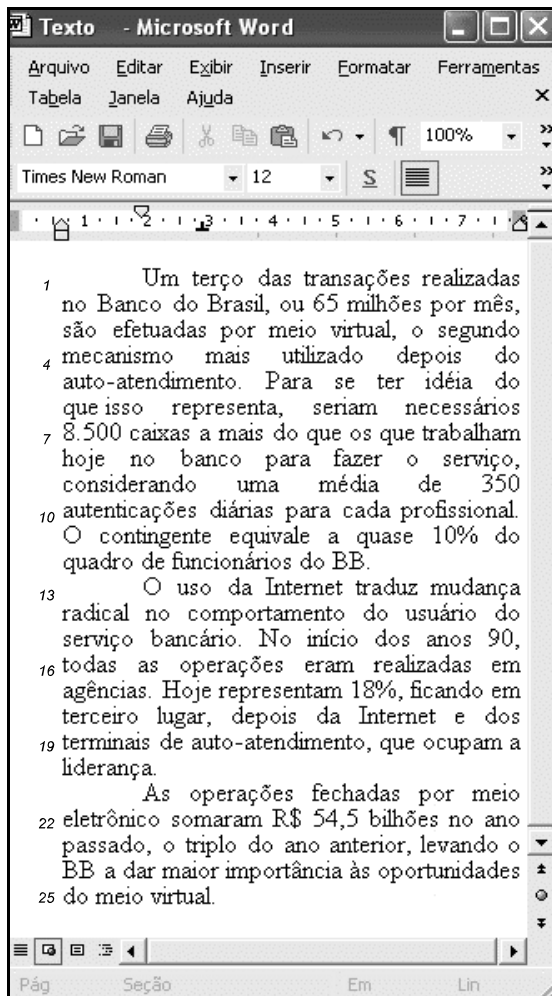 Texto - Microsoft Word
Arquivo Editar Exibir Inserir Formatar Ferramentas
Tabela Janela Ajuda
100%
Times New Roman 12 S
1 2 3 4 5 6 7
1 Um terço das transações realizadas
no Banco do Brasil, ou 65 milhões por mês,
são efetuadas por meio virtual, o segundo
4 mecanismo mais utilizado depois do
auto-atendimento. Para se ter idéia do
que isso representa, seriam necessários
7 8.500 caixas a mais do que os que trabalham
hoje no banco para fazer o serviço,
considerando uma média de 350
10 autenticações diárias para cada profissional.
O contingente equivale a quase 10% do
quadro de funcionários do BB.
13 O uso da Internet traduz mudança
radical no comportamento do usuário do
serviço bancário. No início dos anos 90,
16 todas as operações eram realizadas em
agências. Hoje representam 18%, ficando em
terceiro lugar, depois da Internet e dos
19 terminais de auto-atendimento, que ocupam a
liderança.
As operações fechadas por meio
22 eletrônico somaram R$ 54,5 bilhões no ano
passado, o triplo do ano anterior, levando o
BB a dar maior importância às oportunidades
25 do meio virtual.
Pág Seção Em Lin